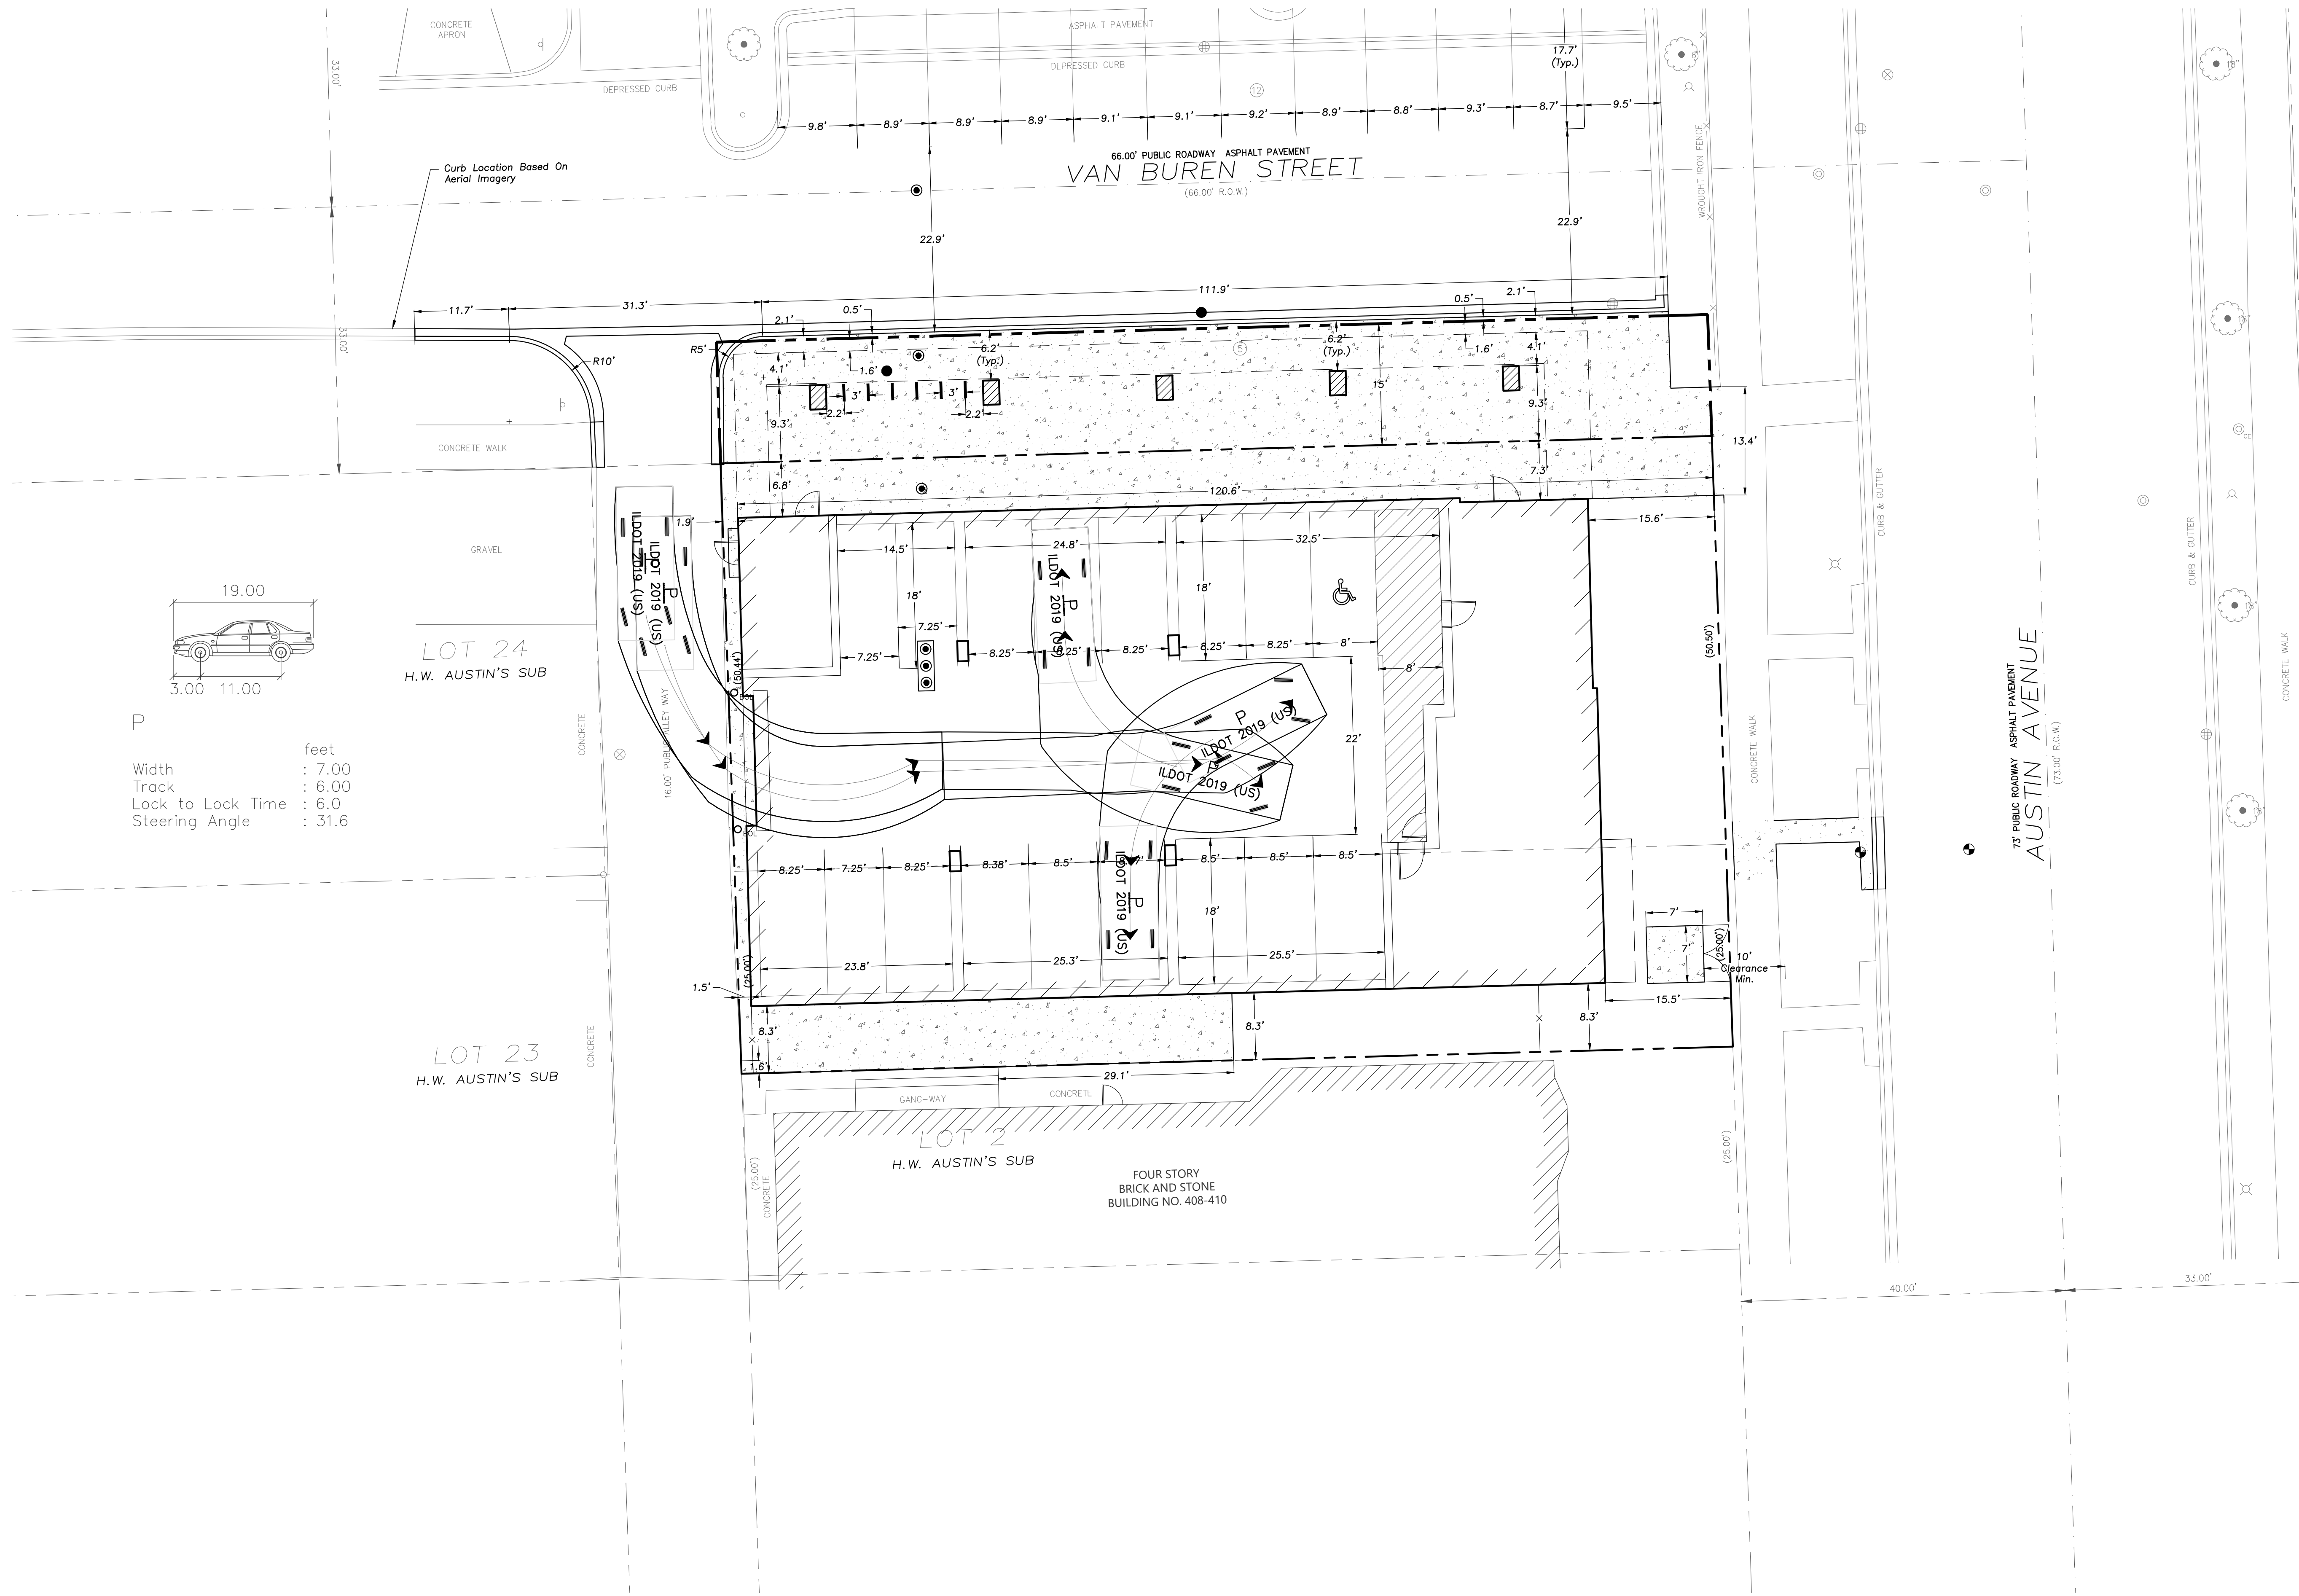 CONCRETE
APRON
ASPHALT PAVEMENT
DEPRESSED CURB
DEPRESSED CURB
17.7'
(Typ.)
33.00'
12
9.8'
8.9'
8.9'
8.9'
9.1'
9.1'
9.2'
8.9'
8.8'
9.3'
8.7'
9.5'
66.00' PUBLIC ROADWAY ASPHALT PAVEMENT
VAN BUREN STREET
(66.00' R.O.W.)
WROUGHT IRON FENCE
Curb Location Based On
Aerial Imagery
22.9'
22.9'
11.7'
31.3'
111.9'
33.00'
2.1'
0.5'
0.5'
2.1'
R5'
R10'
4.1'
1.6'
6.2'
(Typ.)
6.2'
(Typ.)
5
1.6'
4.1'
3'
3'
2.2'
2.2'
15'
9.3'
9.3'
13.4'
CONCRETE WALK
6.8'
7.3'
120.6'
1.9'
15.6'
GRAVEL
14.5'
24.8'
32.5'
18'
18'
7.25'
7.25'
8.25'
8.25'
8.25'
8.25'
8.25'
8'
8'
ILDOT 2019 (US)
P
ILDOT 2019 (US)
P
ILDOT 2019 (US)
P
19.00
3.00
11.00
P
feet
Width : 7.00
Track : 6.00
Lock to Lock Time : 6.0
Steering Angle : 31.6
LOT 24
H.W. AUSTIN'S SUB
(50.44')
(50.50')
BOL
BOL
CONCRETE
16.00' PUBLIC ALLEY WAY
P
ILDOT 2019 (US)
P
ILDOT 2019 (US)
22'
ILDOT 2019 (US)
P
8.25'
7.25'
8.25'
8.38'
8.5'
8.5'
8.5'
8.5'
18'
23.8'
25.3'
25.5'
(25.00')
1.5'
7'
7'
(25.00')
10'
Clearance
Min.
15.5'
8.3'
8.3'
8.3'
1.6'
29.1'
CONCRETE
LOT 23
H.W. AUSTIN'S SUB
GANG-WAY
CONCRETE
LOT 2
H.W. AUSTIN'S SUB
FOUR STORY
BRICK AND STONE
BUILDING NO. 408-410
(25.00')
CONCRETE
(25.00')
CURB & GUTTER
CURB & GUTTER
CONCRETE WALK
CONCRETE WALK
CE
73' PUBLIC ROADWAY ASPHALT PAVEMENT
AUSTIN AVENUE
(73.00' R.O.W.)
40.00'
33.00'